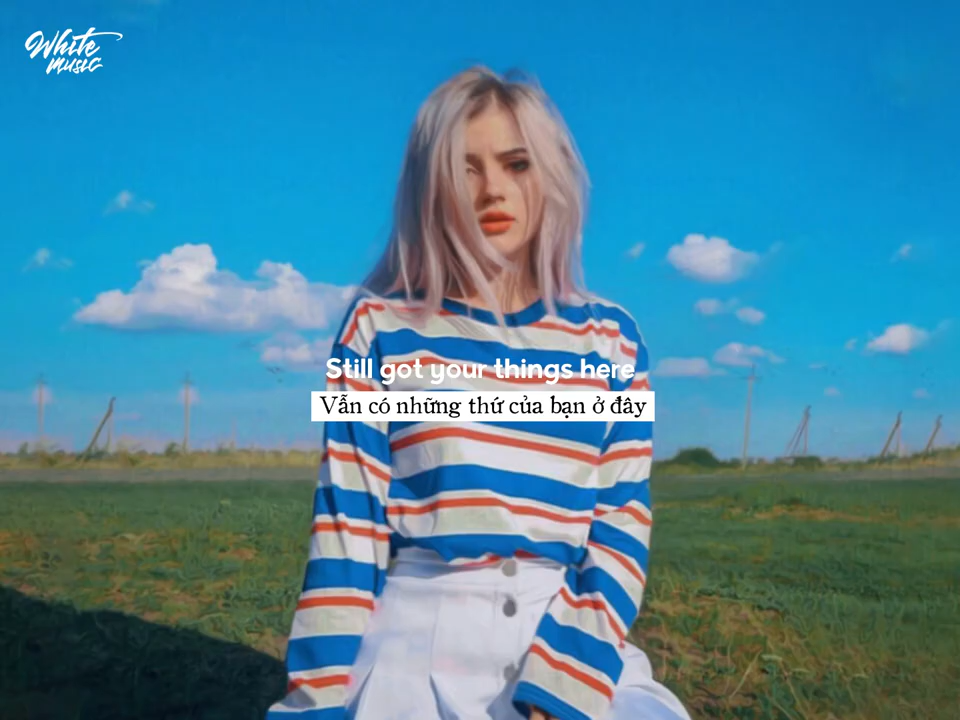 White
Music
Still got your things here
Vẫn có những thứ của bạn ở đây